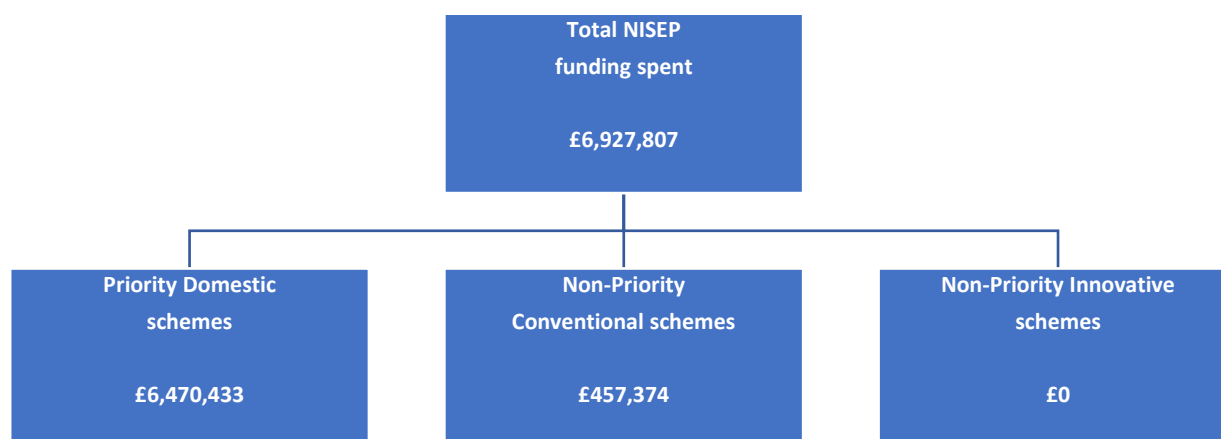 Total NISEP
funding spent
£6,927,807
Priority Domestic
schemes
£6,470,433
Non-Priority
Conventional schemes
£457,374
Non-Priority Innovative
schemes
£0